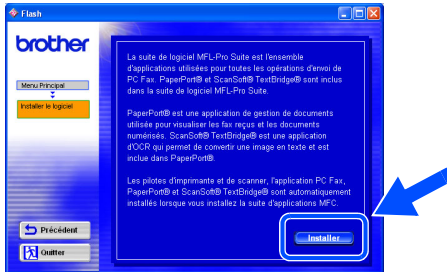 Flash
brother
Menu Principal
Installer le logiciel
La suite de logiciel MFL-Pro Suite est l'ensemble
d'applications utilisées pour toutes les opérations d'envoi de
PC Fax. PaperPort® et ScanSoft® TextBridge® sont inclus
dans la suite de logiciel MFL-Pro Suite.
PaperPort® est une application de gestion de documents
utilisée pour visualiser les fax reçus et les documents
numérisés. ScanSoft® TextBridge® est une application
d'OCR qui permet de convertir une image en texte et est
inclue dans PaperPort®.
Les pilotes d'imprimante et de scanner, l'application PC Fax,
PaperPort® et ScanSoft® TextBridge® sont automatiquement
installés lorsque vous installez la suite d'applications MFC.
Précédent
Quitter
Installer